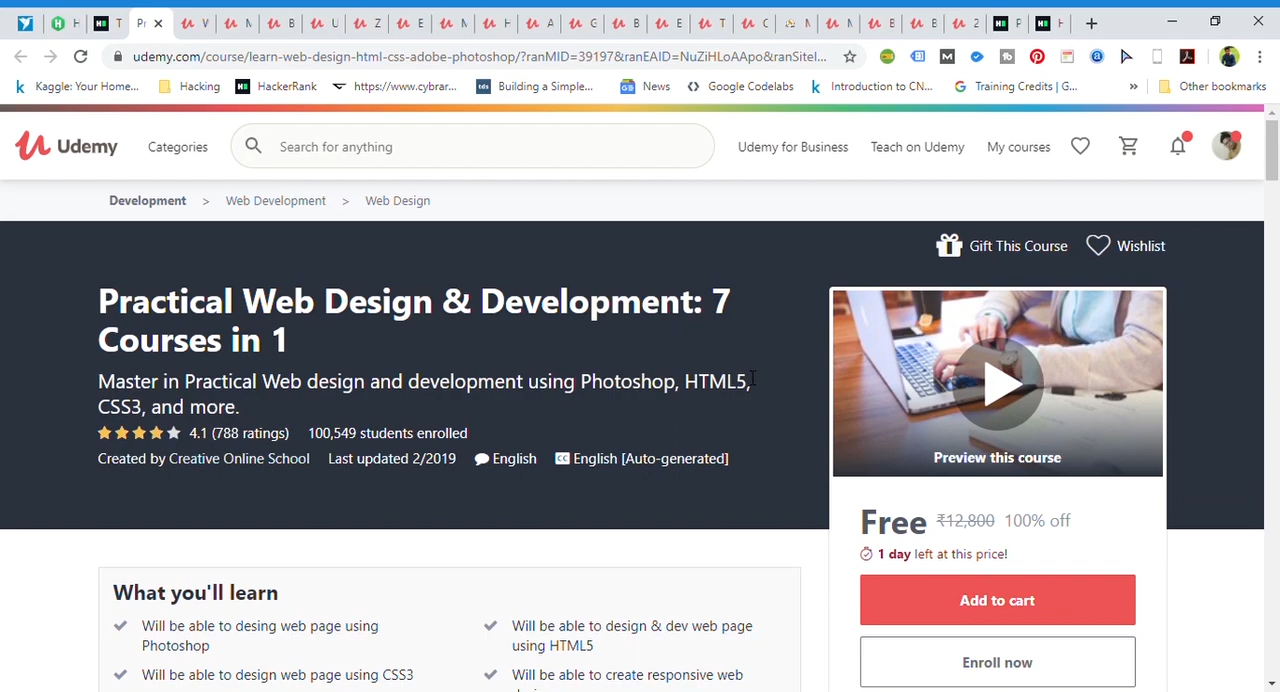 udemy.com/course/learn-web-design-html-css-adobe-photoshop/?ranMID=39197&ranEAID=NuZiHLoAApo&ranSitel...
Kaggle: Your Home... Hacking HackerRank https://www.cybrar... Building a Simple... News Google Codelabs Introduction to CN... Training Credits | G... » Other bookmarks
Udemy Categories Search for anything Udemy for Business Teach on Udemy My courses
Development > Web Development > Web Design
Gift This Course Wishlist
Practical Web Design & Development: 7
Courses in 1
Master in Practical Web design and development using Photoshop, HTML5,
CSS3, and more.
4.1 (788 ratings) 100,549 students enrolled
Created by Creative Online School Last updated 2/2019 English CC English [Auto-generated]
Preview this course
Free ₹12,800 100% off
1 day left at this price!
Add to cart
Enroll now
What you'll learn
Will be able to desing web page using
Photoshop
Will be able to design & dev web page
using HTML5
Will be able to design web page using CSS3
Will be able to create responsive web